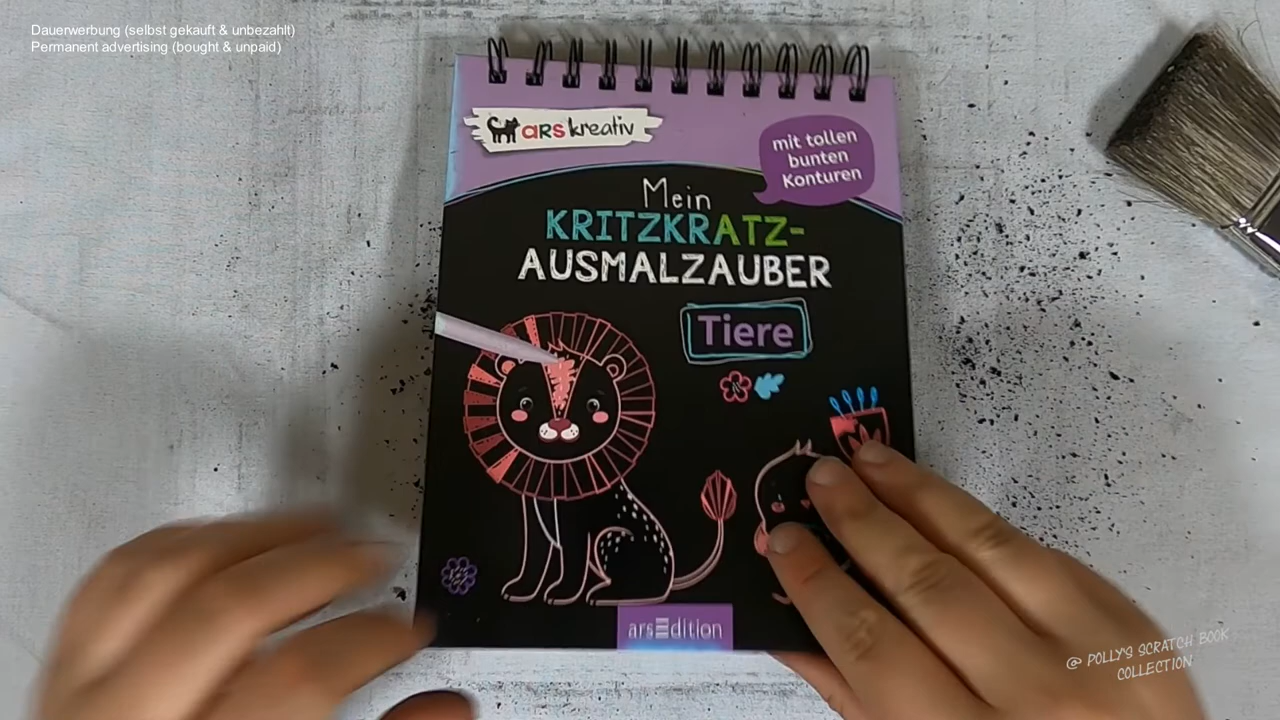 Dauerwerbung (selbst gekauft & unbezahlt)
Permanent advertising (bought & unpaid)
aRS kreativ
mit tollen
bunten
Konturen
Mein
KRITZKRATZ-
AUSMALZAUBER
Tiere
arsEdition
@ POLLY'S SCRATCH BOOK
COLLECTION